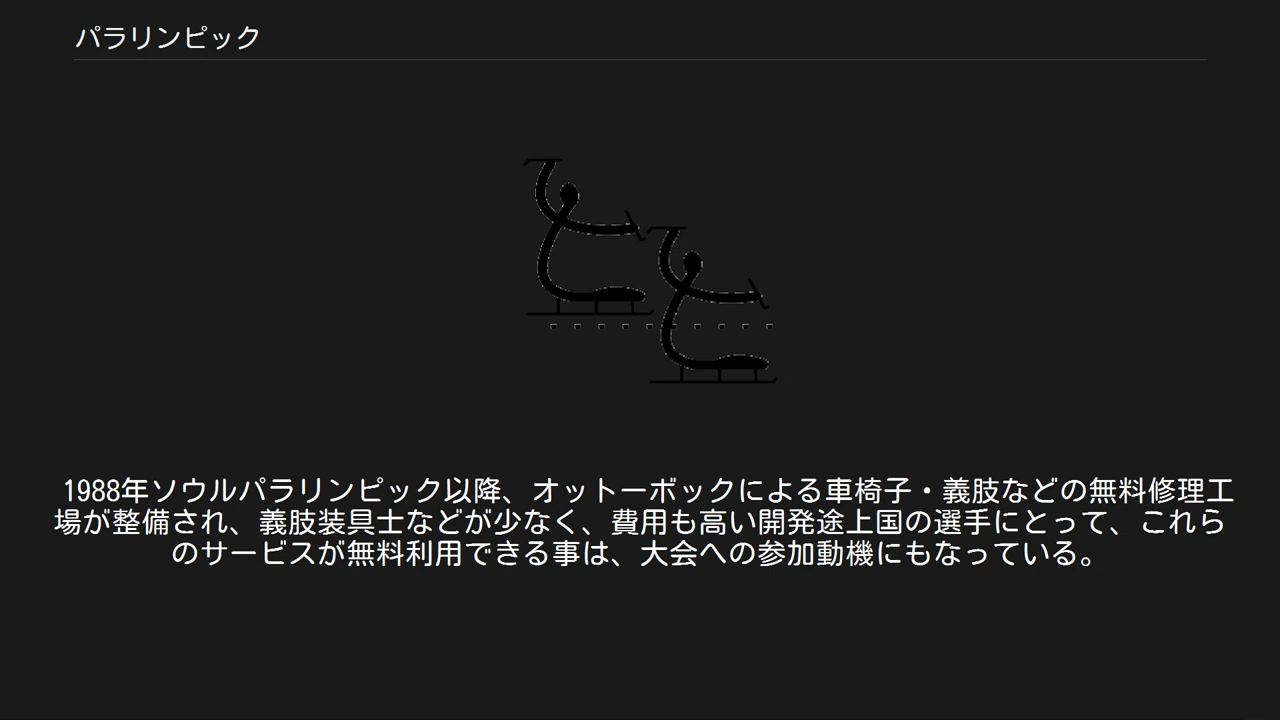 パラリンピック
1988年ソウルパラリンピック以降、オットーボックによる車椅子・義肢などの無料修理工
場が整備され、義肢装具士などが少なく、費用も高い開発途上国の選手にとって、これら
のサービスが無料利用できる事は、大会への参加動機にもなっている。